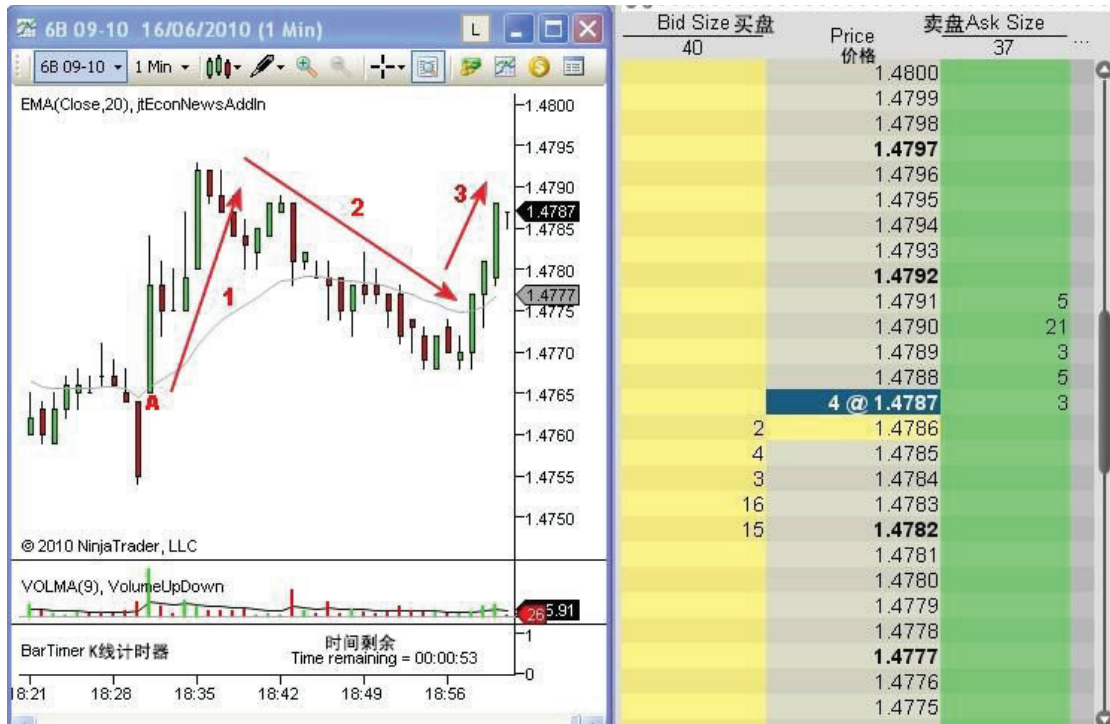 6B 09-10 16/06/2010 (1 Min)
L
6B 09-10
1 Min
EMA(Close,20), jtEconNewsAddIn
1.4800
1.4795
1.4790
1.4787
1.4785
1.4780
1.4777
1.4775
1.4770
1.4765
1.4760
1.4755
1.4750
1
2
3
A
© 2010 NinjaTrader, LLC
VOLMA(9), VolumeUpDown
26
5.91
BarTimer K线计时器
时间剩余
Time remaining = 00:00:53
1
0
18:21 18:28 18:35 18:42 18:49 18:56
Bid Size 买盘
Price
卖盘Ask Size
40
价格
37
...
1.4800
1.4799
1.4798
1.4797
1.4796
1.4795
1.4794
1.4793
1.4792
1.4791 5
1.4790 21
1.4789 3
1.4788 5
4 @ 1.4787 3
2 1.4786
4 1.4785
3 1.4784
16 1.4783
15 1.4782
1.4781
1.4780
1.4779
1.4778
1.4777
1.4776
1.4775